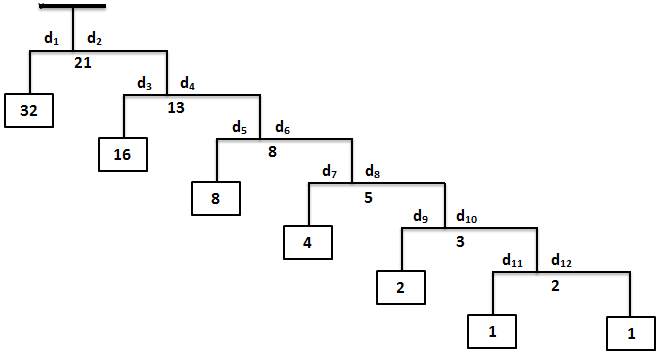 d₁ d₂
21
32
d₃ d₄
13
16
d₅ d₆
8
8
d₇ d₈
5
4
d₉ d₁₀
3
2
d₁₁ d₁₂
2
1 1